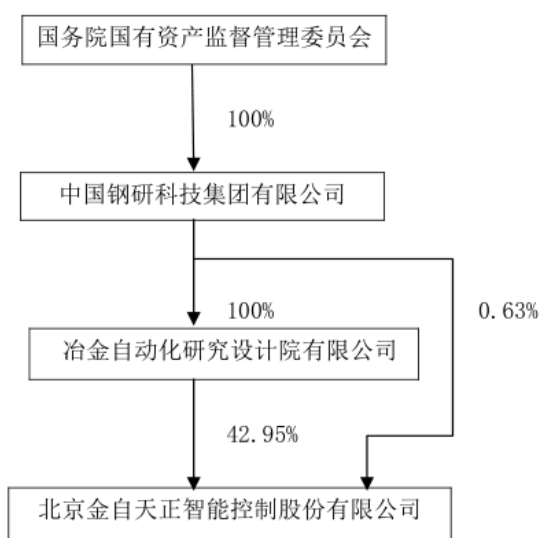 国务院国有资产监督管理委员会
100%
中国钢研科技集团有限公司
100%
0.63%
冶金自动化研究设计院有限公司
42.95%
北京金自天正智能控制股份有限公司